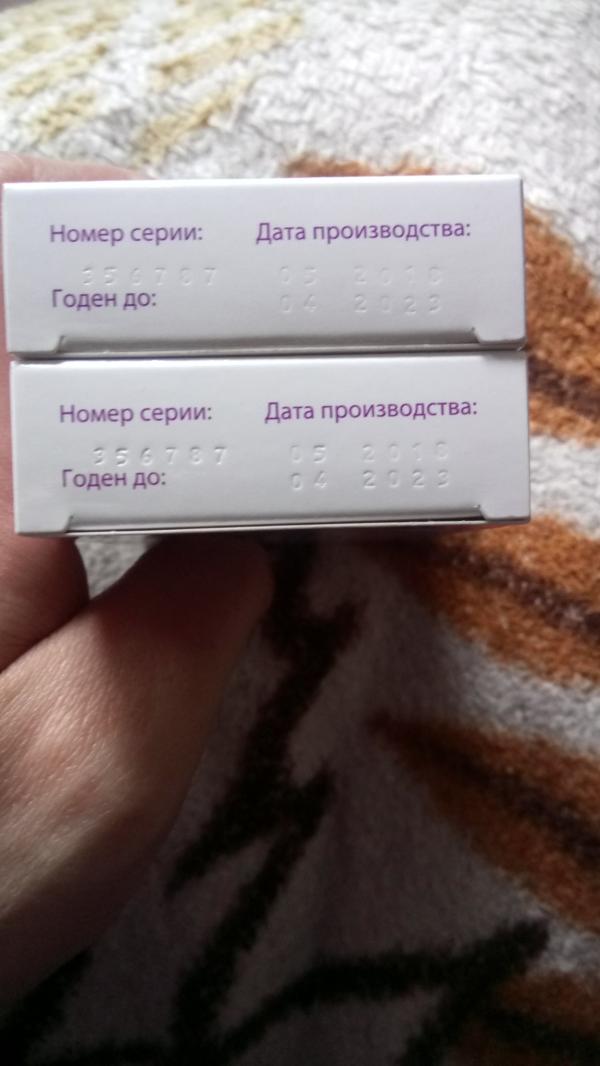 Номер серии: Дата производства:
356787 05 2018
Годен до: 04 2023
Номер серии: Дата производства:
356787 05 2018
Годен до: 04 2023